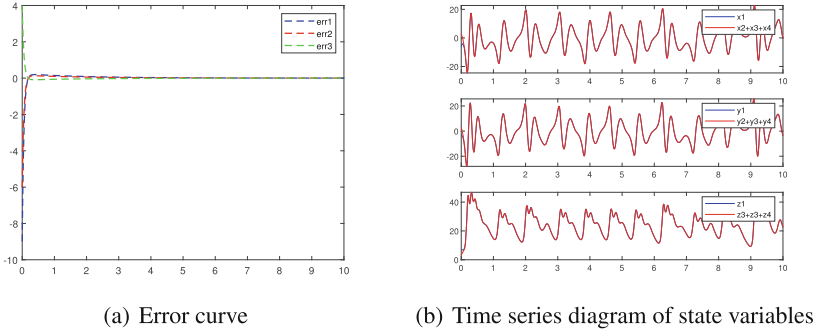 4
2
0
-2
-4
-6
-8
-10
0 1 2 3 4 5 6 7 8 9 10
err1
err2
err3
(a) Error curve
20
0
-20
0 1 2 3 4 5 6 7 8 9 10
x1
x2+x3+x4
20
0
-20
0 1 2 3 4 5 6 7 8 9 10
y1
y2+y3+y4
40
20
0
0 1 2 3 4 5 6 7 8 9 10
z1
z3+z3+z4
(b) Time series diagram of state variables